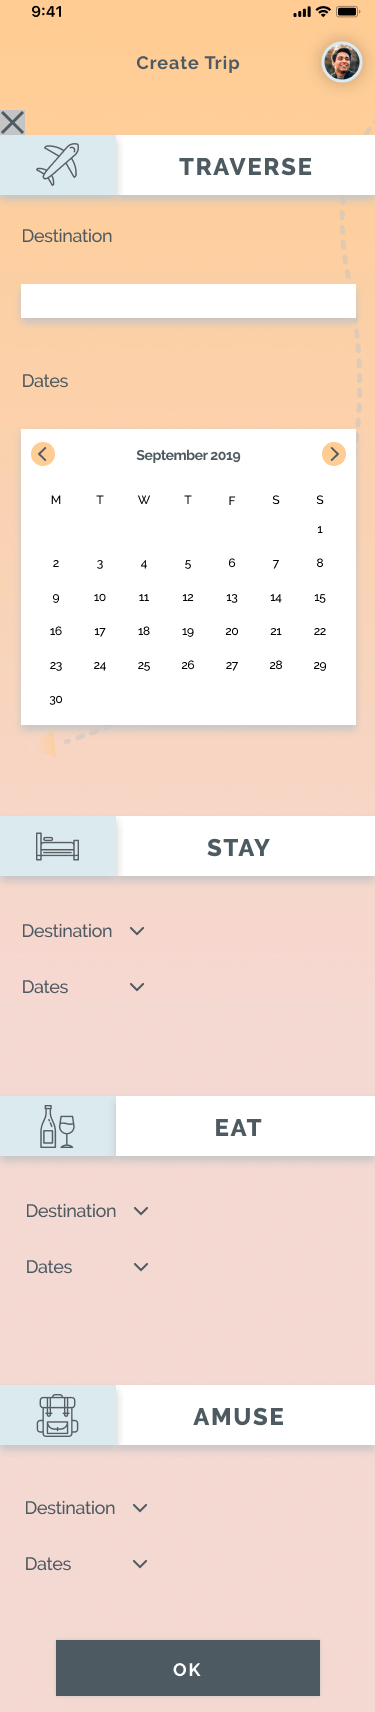 9:41
Create Trip
TRAVERSE
Destination
Dates
September 2019
M T W T F S S
1
2 3 4 5 6 7 8
9 10 11 12 13 14 15
16 17 18 19 20 21 22
23 24 25 26 27 28 29
30
STAY
Destination
Dates
EAT
Destination
Dates
AMUSE
Destination
Dates
OK